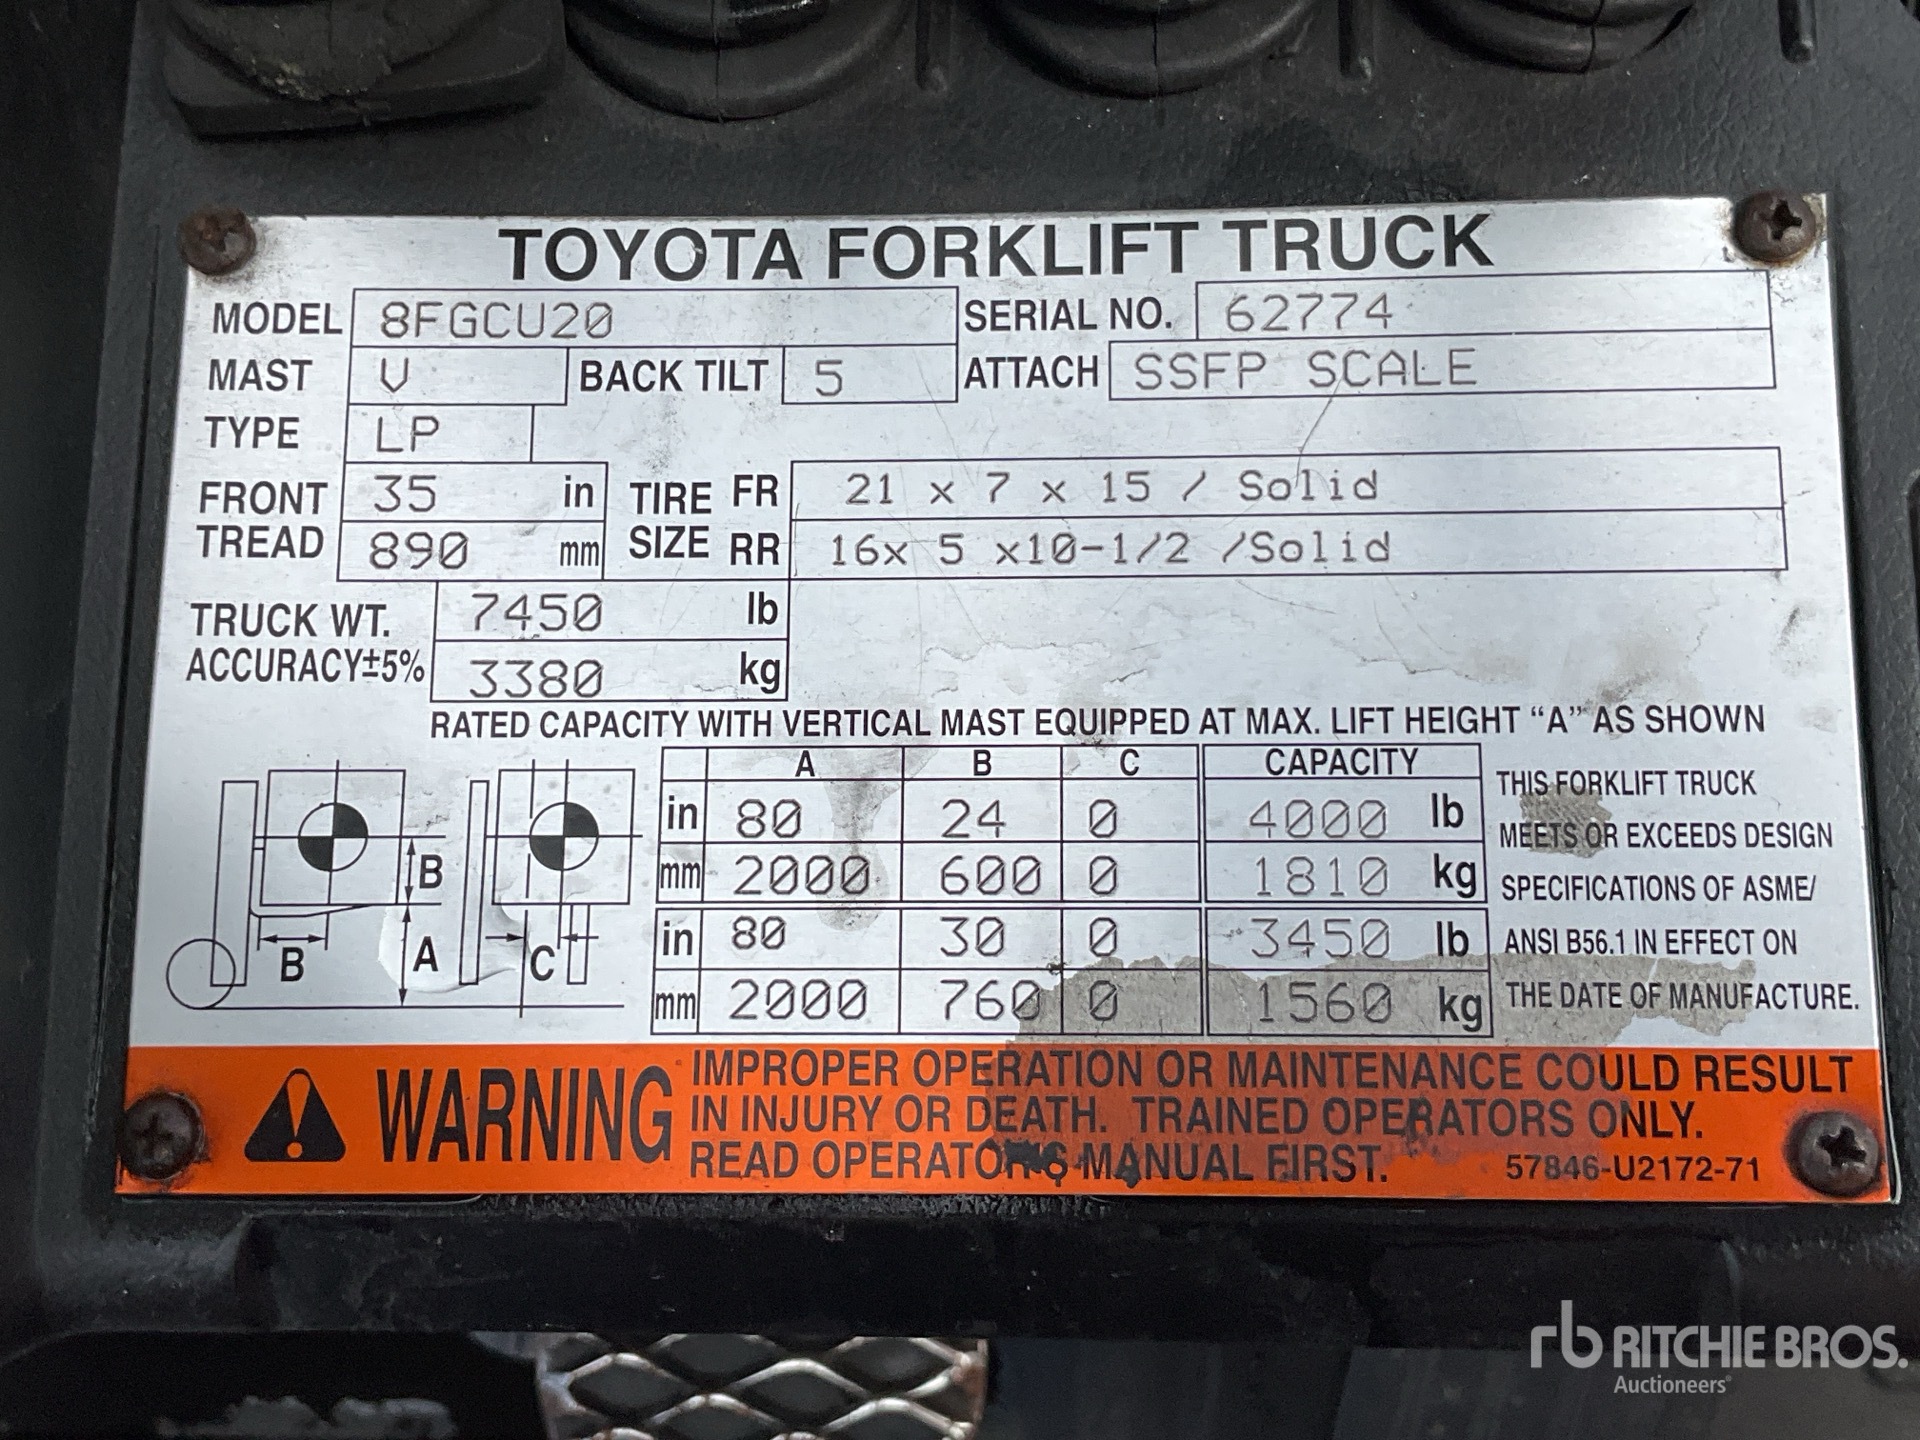 TOYOTA FORKLIFT TRUCK
MODEL 8FGCU20 SERIAL NO. 62774
MAST V BACK TILT 5 ATTACH SSFP SCALE
TYPE LP
FRONT TREAD 35 in TIRE SIZE FR 21 x 7 x 15 / Solid
890 mm RR 16x 5 x10-1/2 /Solid
TRUCK WT. 7450 lb
ACCURACY±5% 3380 kg
RATED CAPACITY WITH VERTICAL MAST EQUIPPED AT MAX. LIFT HEIGHT "A" AS SHOWN
A B C CAPACITY
in 80 24 0 4000 lb
mm 2000 600 0 1810 kg
in 80 30 0 3450 lb
mm 2000 760 0 1560 kg
B
B
A
C
THIS FORKLIFT TRUCK
MEETS OR EXCEEDS DESIGN
SPECIFICATIONS OF ASME/
ANSI B56.1 IN EFFECT ON
THE DATE OF MANUFACTURE.
WARNING
IMPROPER OPERATION OR MAINTENANCE COULD RESULT
IN INJURY OR DEATH. TRAINED OPERATORS ONLY.
READ OPERATOR'S MANUAL FIRST. 57846-U2172-71
rb RITCHIE BROS.
Auctioneers